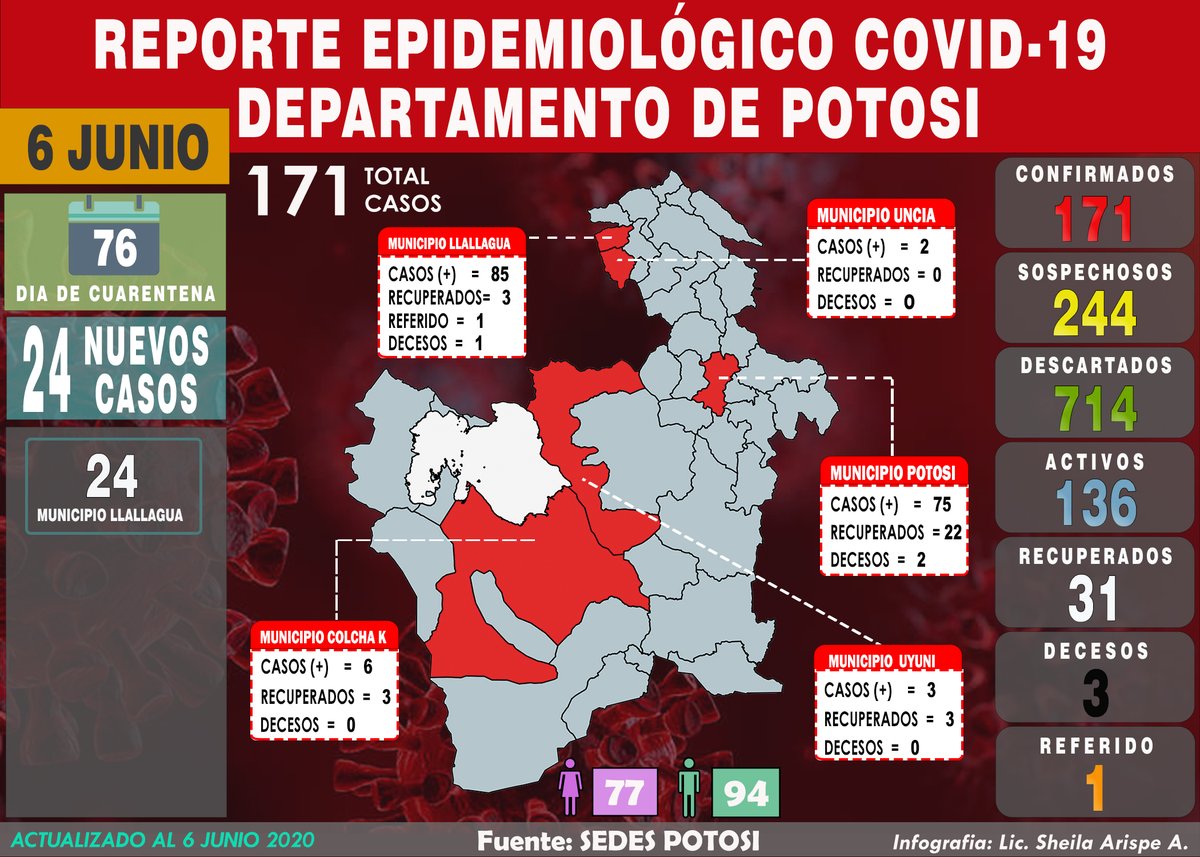 REPORTE EPIDEMIOLÓGICO COVID-19
DEPARTAMENTO DE POTOSI
6 JUNIO
76
DIA DE CUARENTENA
24 NUEVOS
CASOS
24
MUNICIPIO LLALLAGUA
171 TOTAL
CASOS
MUNICIPIO LLALLAGUA
CASOS (+) = 85
RECUPERADOS= 3
REFERIDO = 1
DECESOS = 1
MUNICIPIO UNCIA
CASOS (+) = 2
RECUPERADOS = 0
DECESOS = 0
MUNICIPIO POTOSI
CASOS (+) = 75
RECUPERADOS = 22
DECESOS = 2
MUNICIPIO COLCHA K
CASOS (+) = 6
RECUPERADOS = 3
DECESOS = 0
MUNICIPIO UYUNI
CASOS (+) = 3
RECUPERADOS = 3
DECESOS = 0
77
94
CONFIRMADOS
171
SOSPECHOSOS
244
DESCARTADOS
714
ACTIVOS
136
RECUPERADOS
31
DECESOS
3
REFERIDO
1
ACTUALIZADO AL 6 JUNIO 2020
Fuente: SEDES POTOSI
Infografia: Lic. Sheila Arispe A.